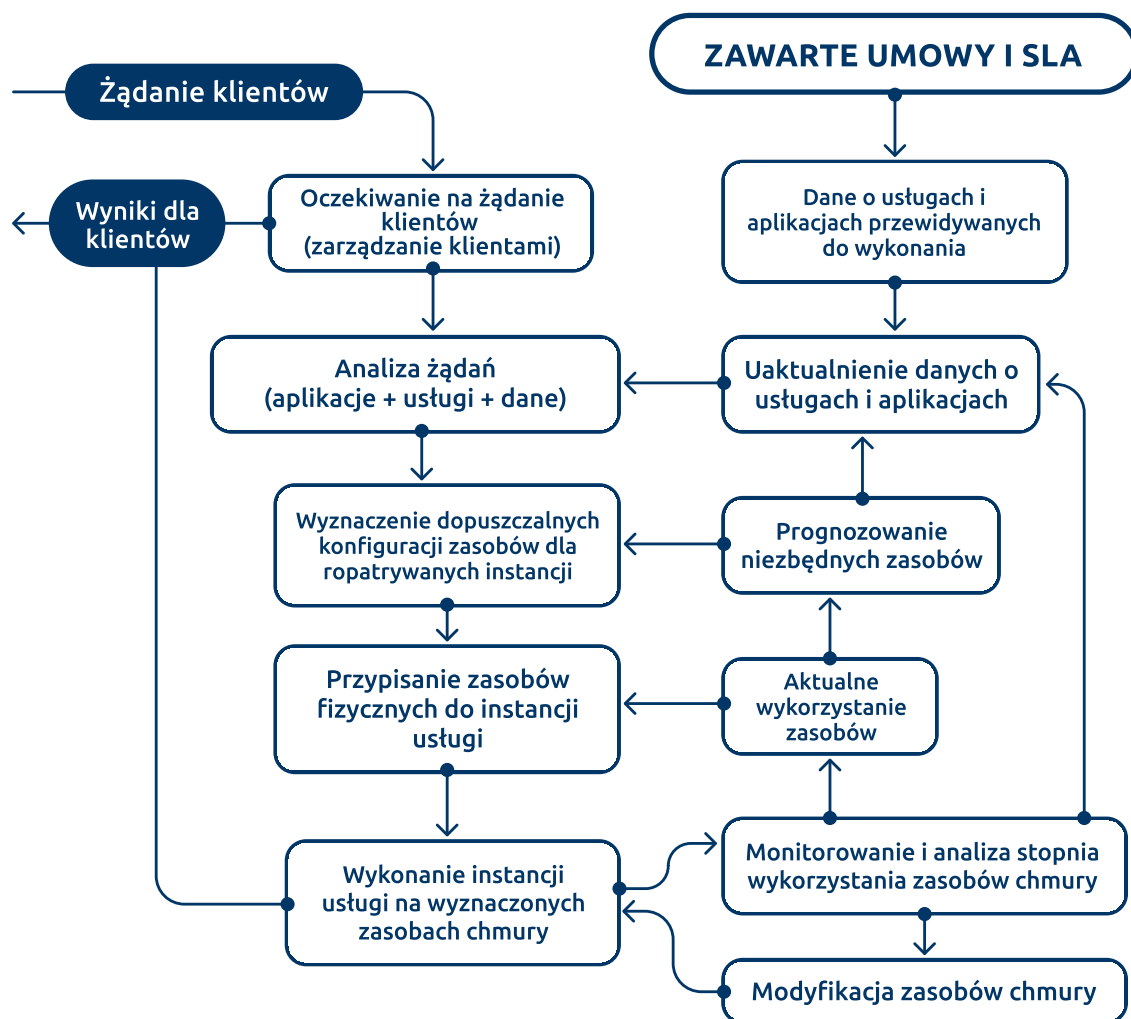 ZAWARTE UMOWY I SLA
Żądanie klientów
Wyniki dla
klientów
Oczekiwanie na żądanie
klientów
(zarządzanie klientami)
Dane o usługach i
aplikacjach przewidywanych
do wykonania
Analiza żądań
(aplikacje + usługi + dane)
Uaktualnienie danych o
usługach i aplikacjach
Wyznaczenie dopuszczalnych
konfiguracji zasobów dla
ropatrywanych instancji
Prognozowanie
niezbędnych zasobów
Przypisanie zasobów
fizycznych do instancji
usługi
Aktualne
wykorzystanie
zasobów
Wykonanie instancji
usługi na wyznaczonych
zasobach chmury
Monitorowanie i analiza stopnia
wykorzystania zasobów chmury
Modyfikacja zasobów chmury